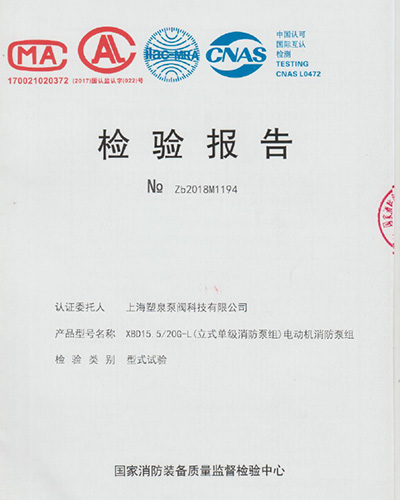 MA
170021020372
AL
(2017)国认监认字(022)号
ilac-MRA
CNAS
中国认可
国际互认
检测
TESTING
CNAS L0472
检验报告
№ Zb2018M1194
认证委托人 上海塑泉泵阀科技有限公司
产品型号名称 XBD15.5/20G-L(立式单级消防泵组)电动机消防泵组
检验类别 型式试验
国家消防装备质量监督检验中心